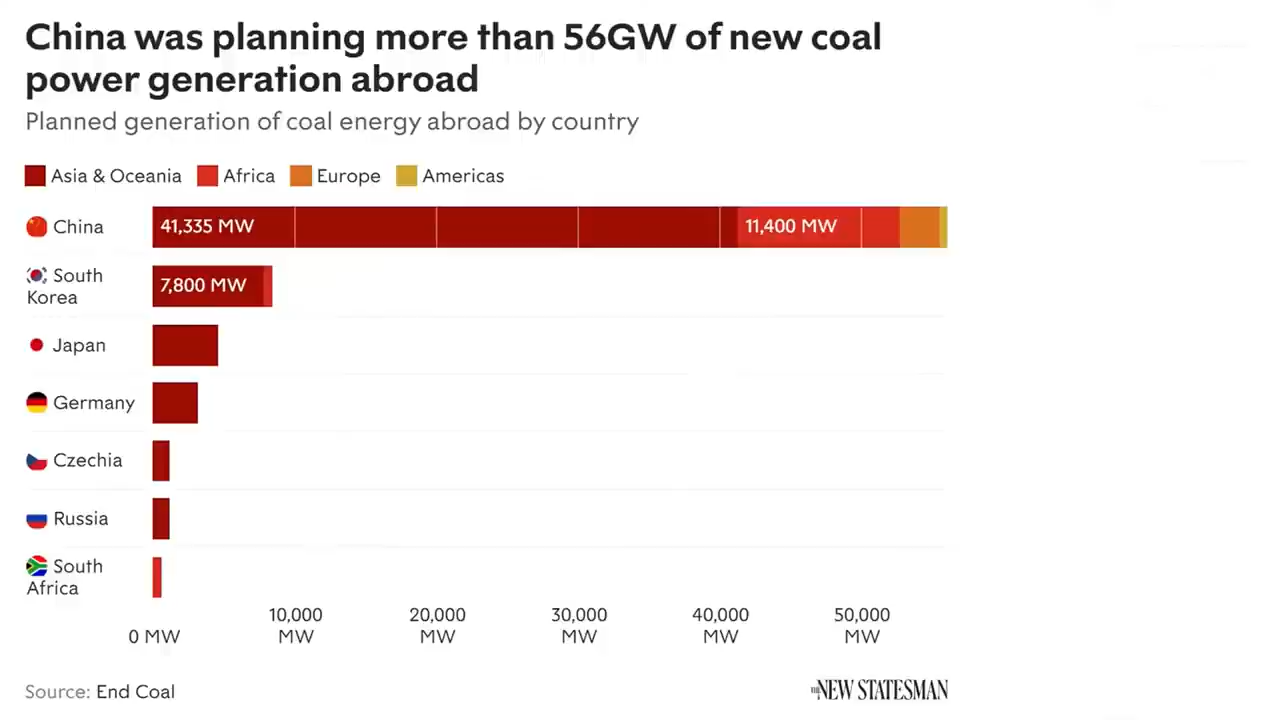 China was planning more than 56GW of new coal
power generation abroad
Planned generation of coal energy abroad by country
Asia & Oceania Africa Europe Americas
China 41,335 MW 11,400 MW
South
Korea
7,800 MW
Japan
Germany
Czechia
Russia
South
Africa
0 MW
10,000
MW
20,000
MW
30,000
MW
40,000
MW
50,000
MW
Source: End Coal
THE NEW STATESMAN